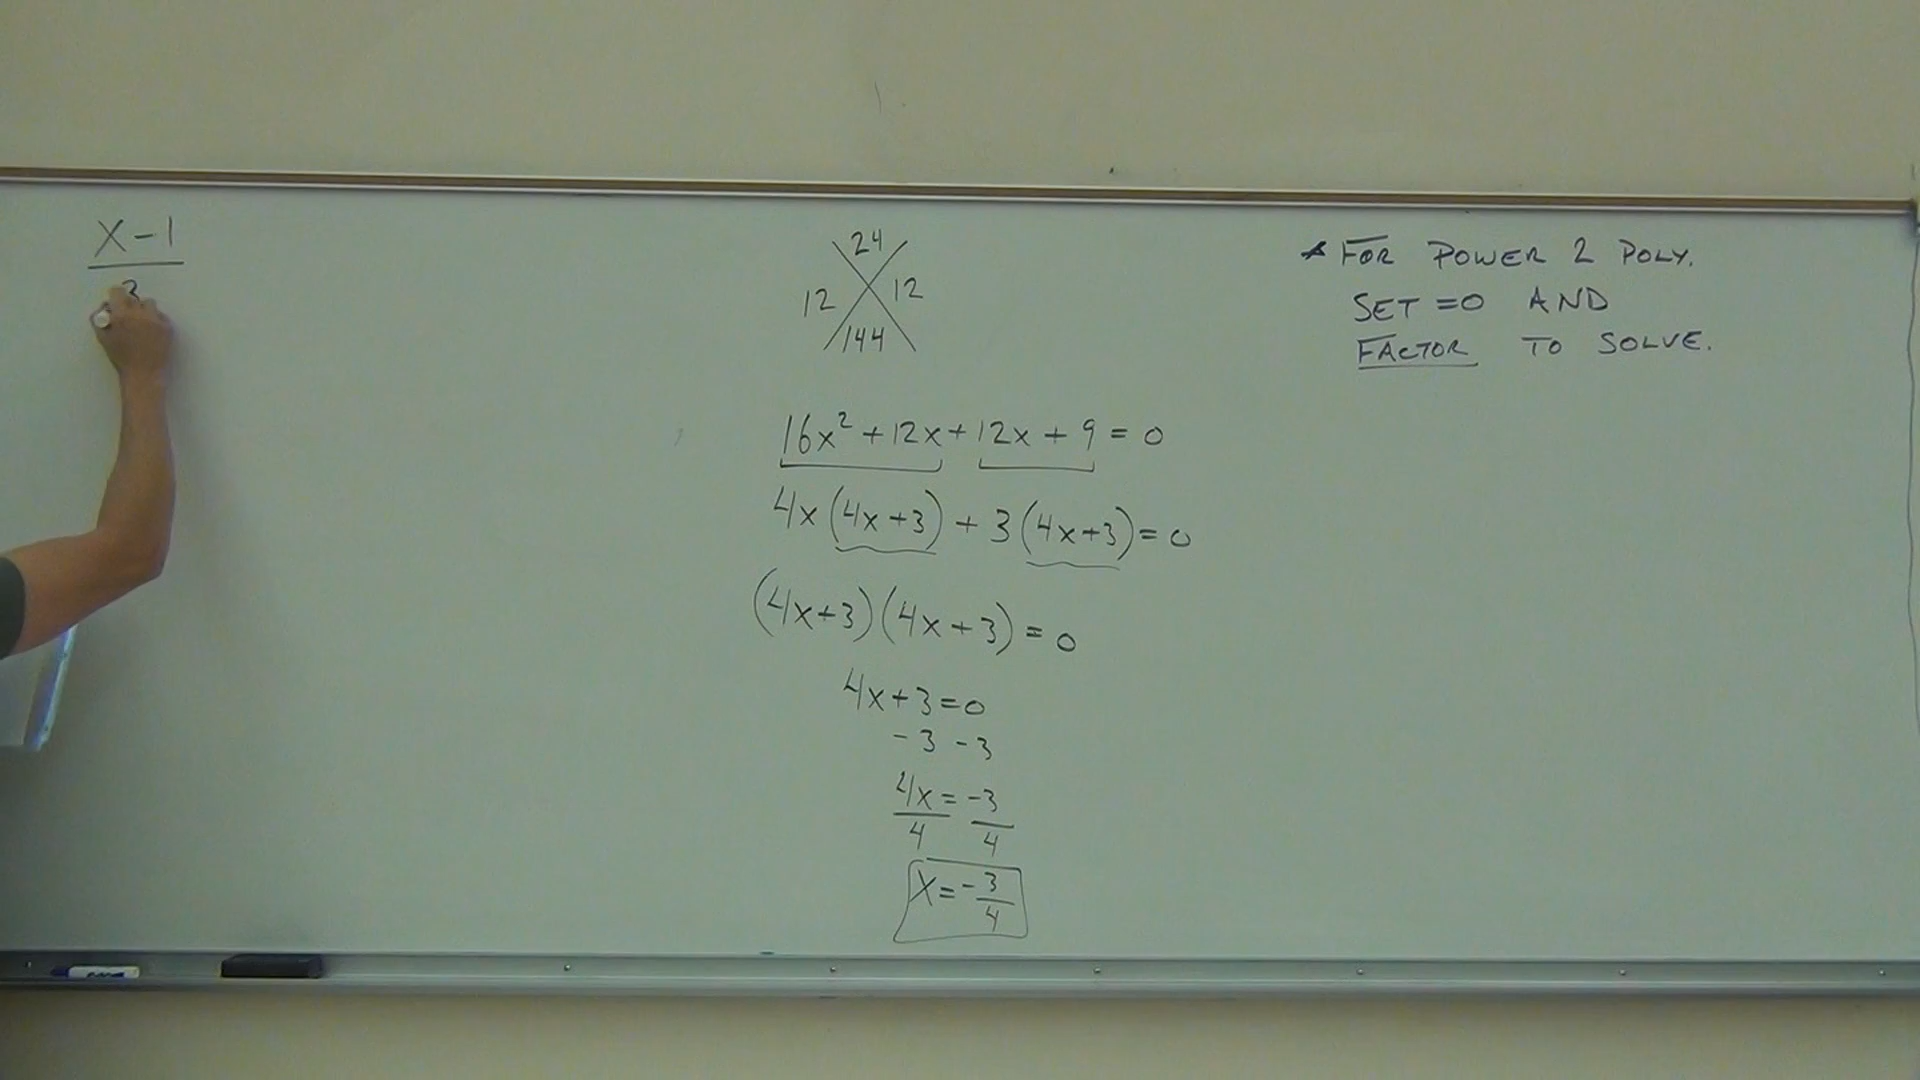 x-1
3
24
12 12
144
16x² + 12x + 12x + 9 = 0
4x(4x+3) + 3(4x+3) = 0
(4x+3)(4x+3) = 0
4x+3=0
-3 -3
4x = -3
4 4
x = -3
4
* FOR POWER 2 POLY.
SET =0 AND
FACTOR TO SOLVE.